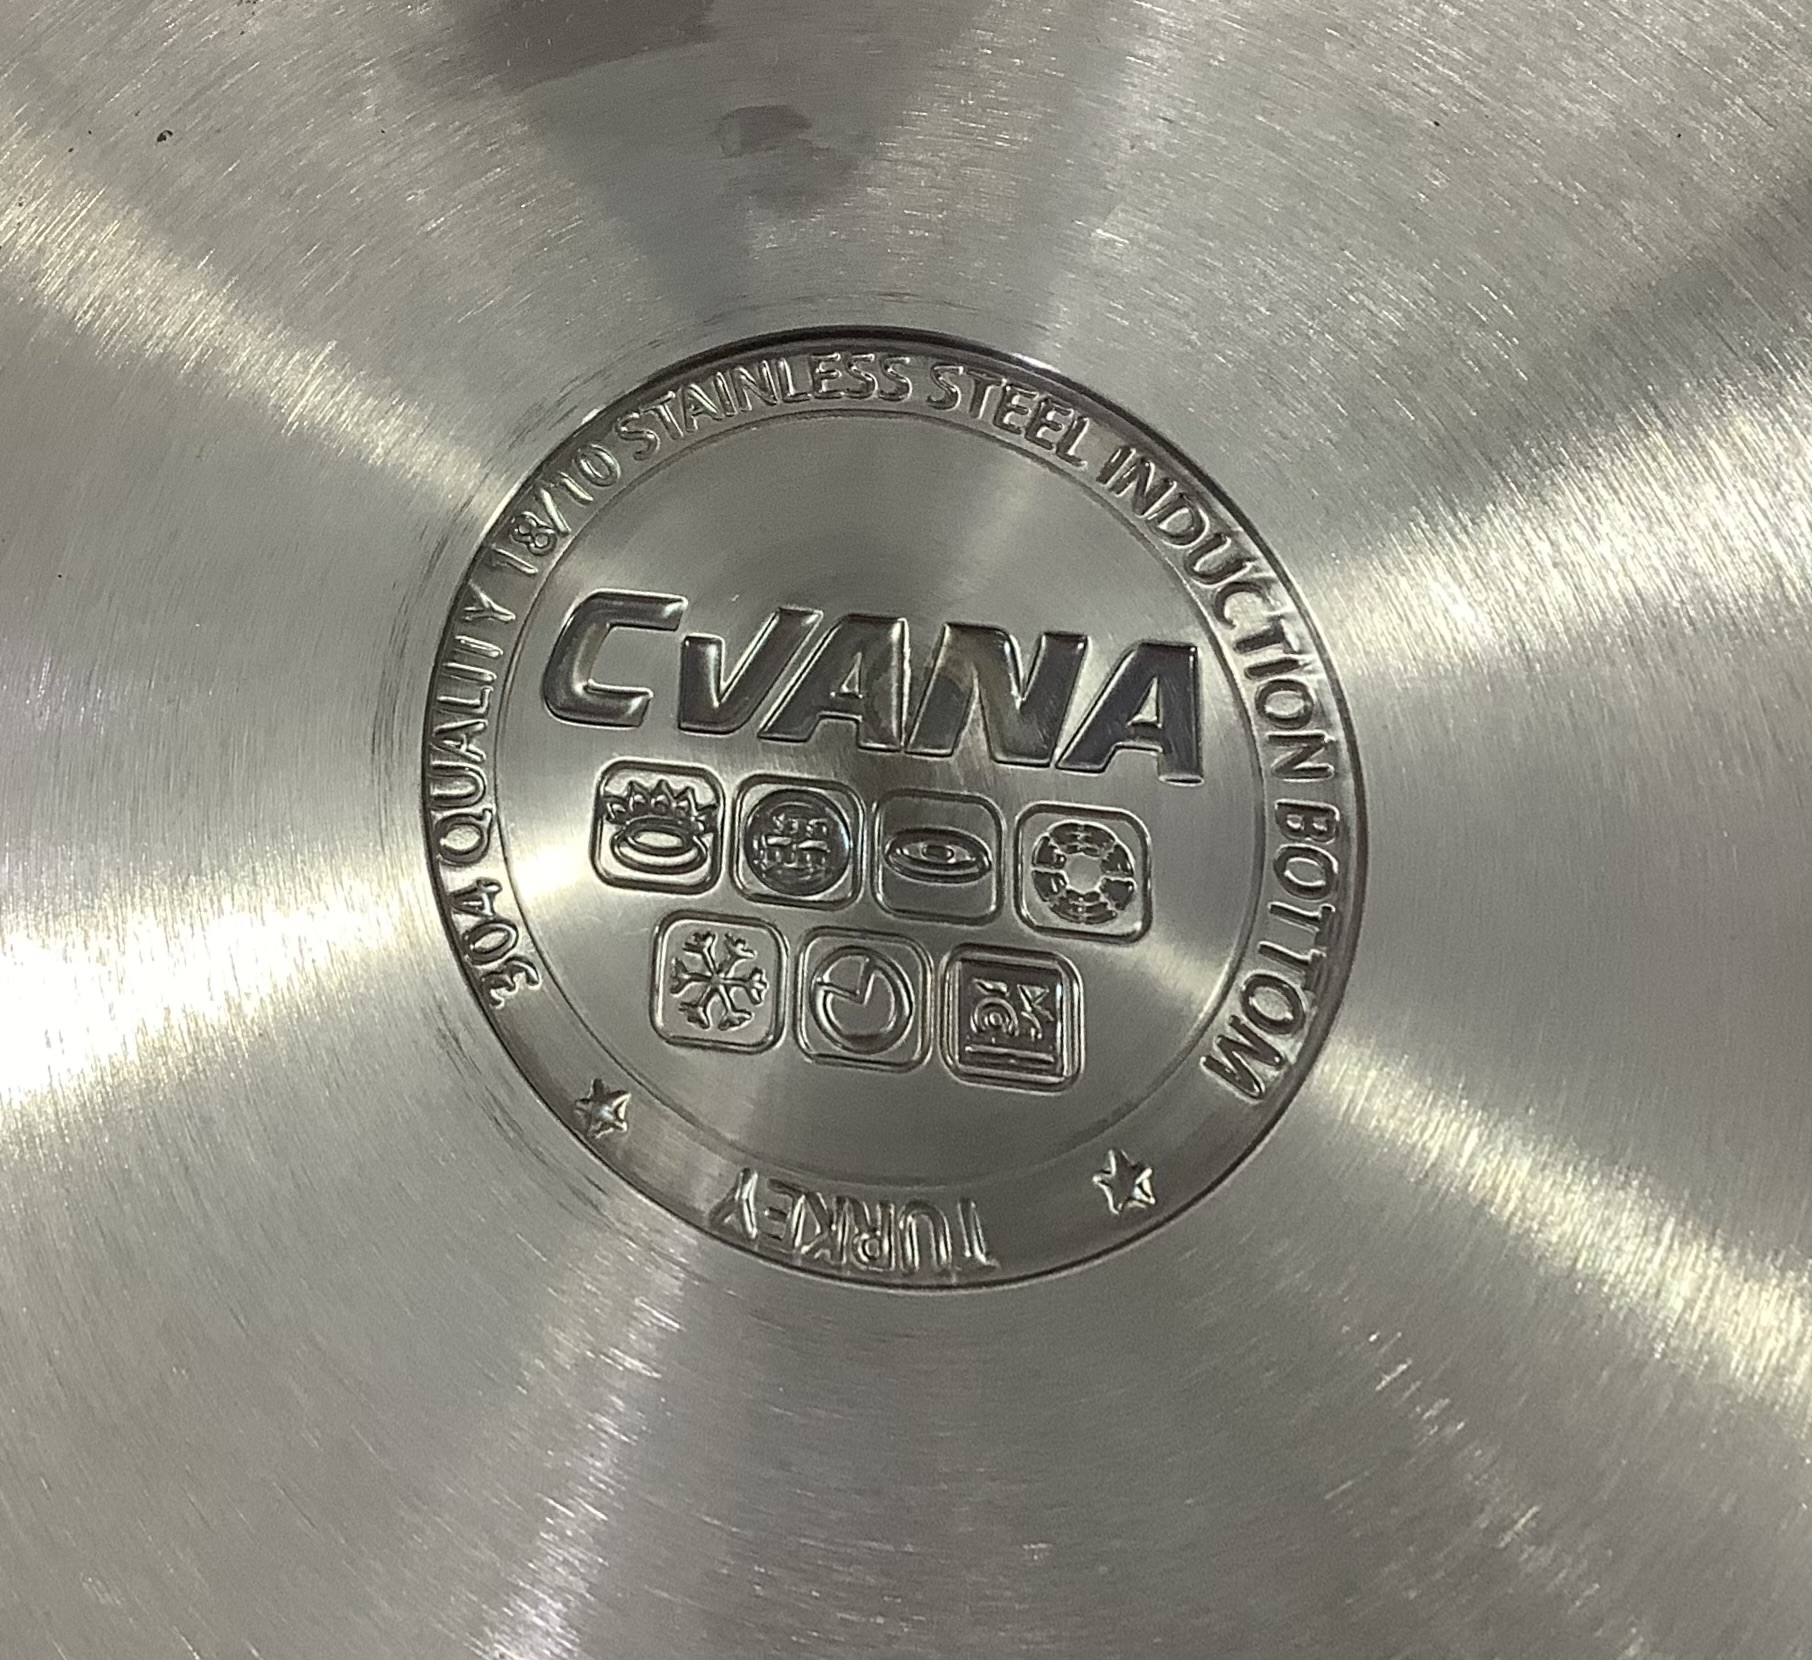 304 QUALITY 18/10 STAINLESS STEEL INDUCTION BOTTOM
CVANA
TURKEY